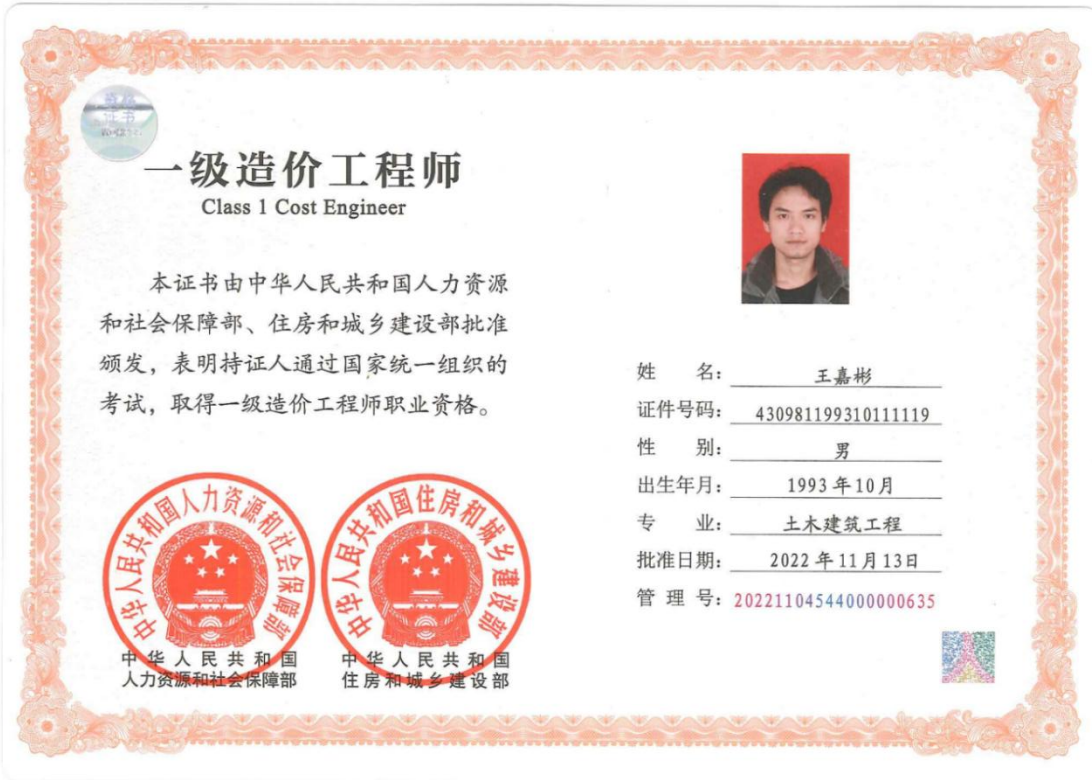 一级造价工程师
Class 1 Cost Engineer
本证书由中华人民共和国人力资源
和社会保障部、住房和城乡建设部批准
颁发，表明持证人通过国家统一组织的
考试，取得一级造价工程师职业资格。
中华人民共和国人力资源和社会保障部
中华人民共和国住房和城乡建设部
中华人民共和国
人力资源和社会保障部
中华人民共和国
住房和城乡建设部
姓 名：王嘉彬
证件号码：430981199310111119
性 别：男
出生年月：1993年10月
专 业：土木建筑工程
批准日期：2022年11月13日
管 理 号：20221104544000000635